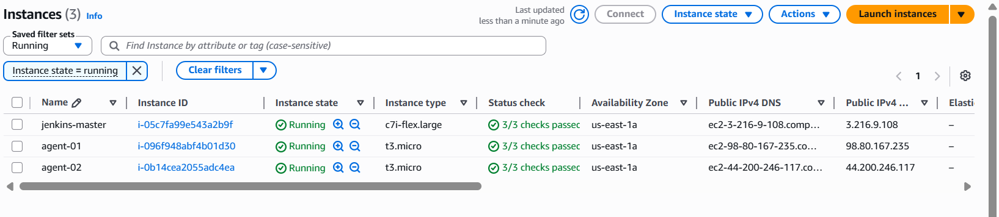 Instances (3) Info
Last updated
less than a minute ago
Connect
Instance state
Actions
Launch instances
Saved filter sets
Running
Find Instance by attribute or tag (case-sensitive)
Instance state = running
Clear filters
1
Name Instance ID Instance state Instance type Status check Availability Zone Public IPv4 DNS Public IPv4 ... Elasti
jenkins-master i-05c7fa99e543a2b9f Running c7i-flex.large 3/3 checks passed us-east-1a ec2-3-216-9-108.comp... 3.216.9.108 –
agent-01 i-096f948abf4b01d30 Running t3.micro 3/3 checks passed us-east-1a ec2-98-80-167-235.co... 98.80.167.235 –
agent-02 i-0b14cea2055adc4ea Running t3.micro 3/3 checks passed us-east-1a ec2-44-200-246-117.co... 44.200.246.117 –